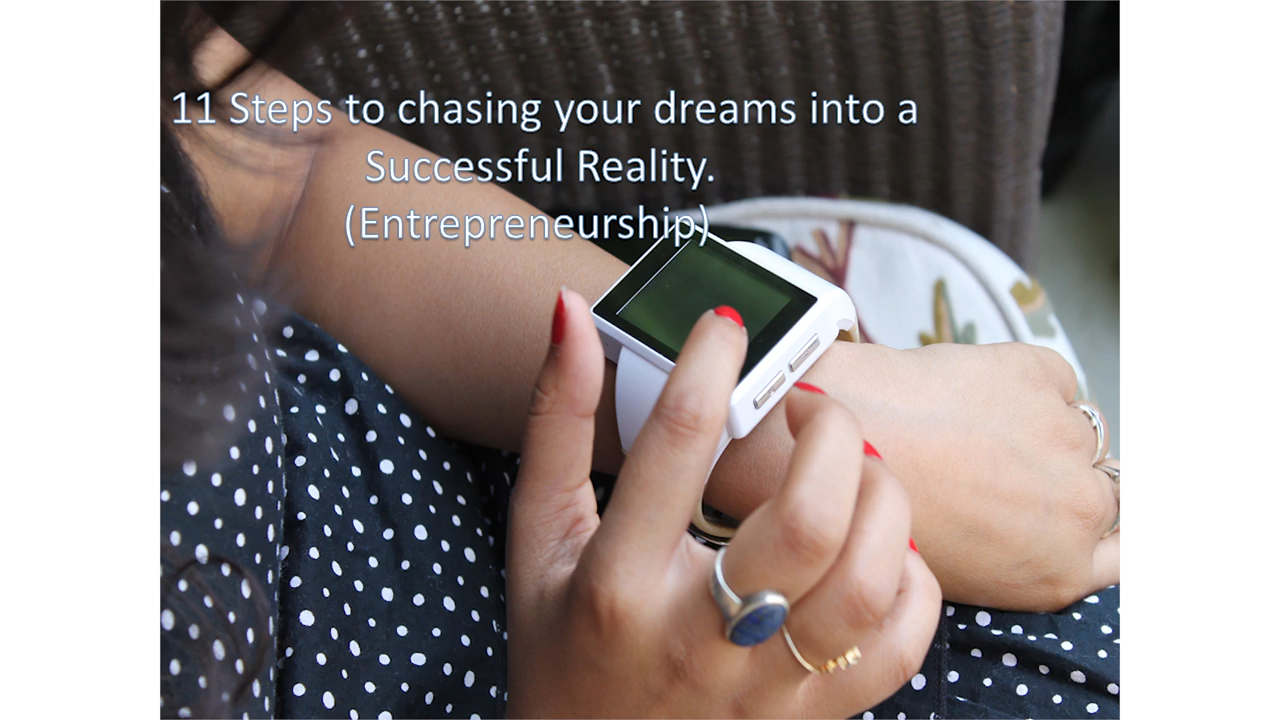 11 Steps to chasing your dreams into a
Successful Reality.
(Entrepreneurship)